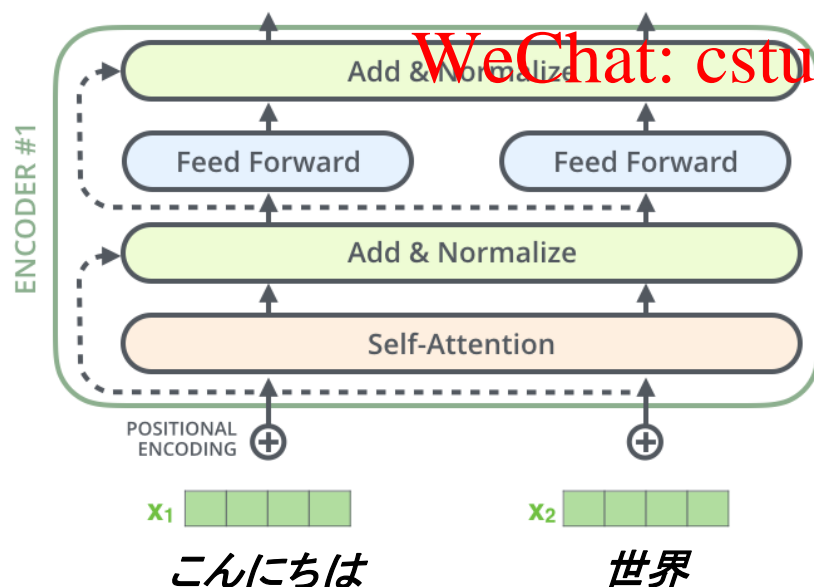 WeChat: cstu
Add & Normalize
Feed Forward
Feed Forward
ENCODER #1
Add & Normalize
Self-Attention
POSITIONAL
ENCODING
x1
x2
こんにちは
世界